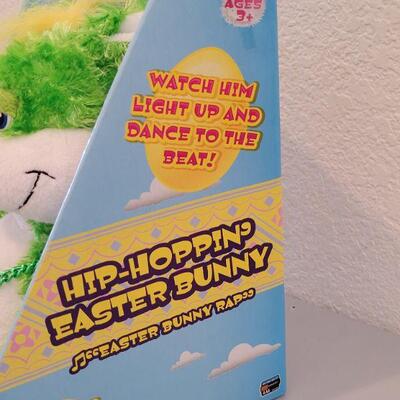 AGES
3+
WATCH HIM
LIGHT UP AND
DANCE TO THE
BEAT!
HIP-HOPPIN'
EASTER BUNNY
♫"EASTER BUNNY RAP"